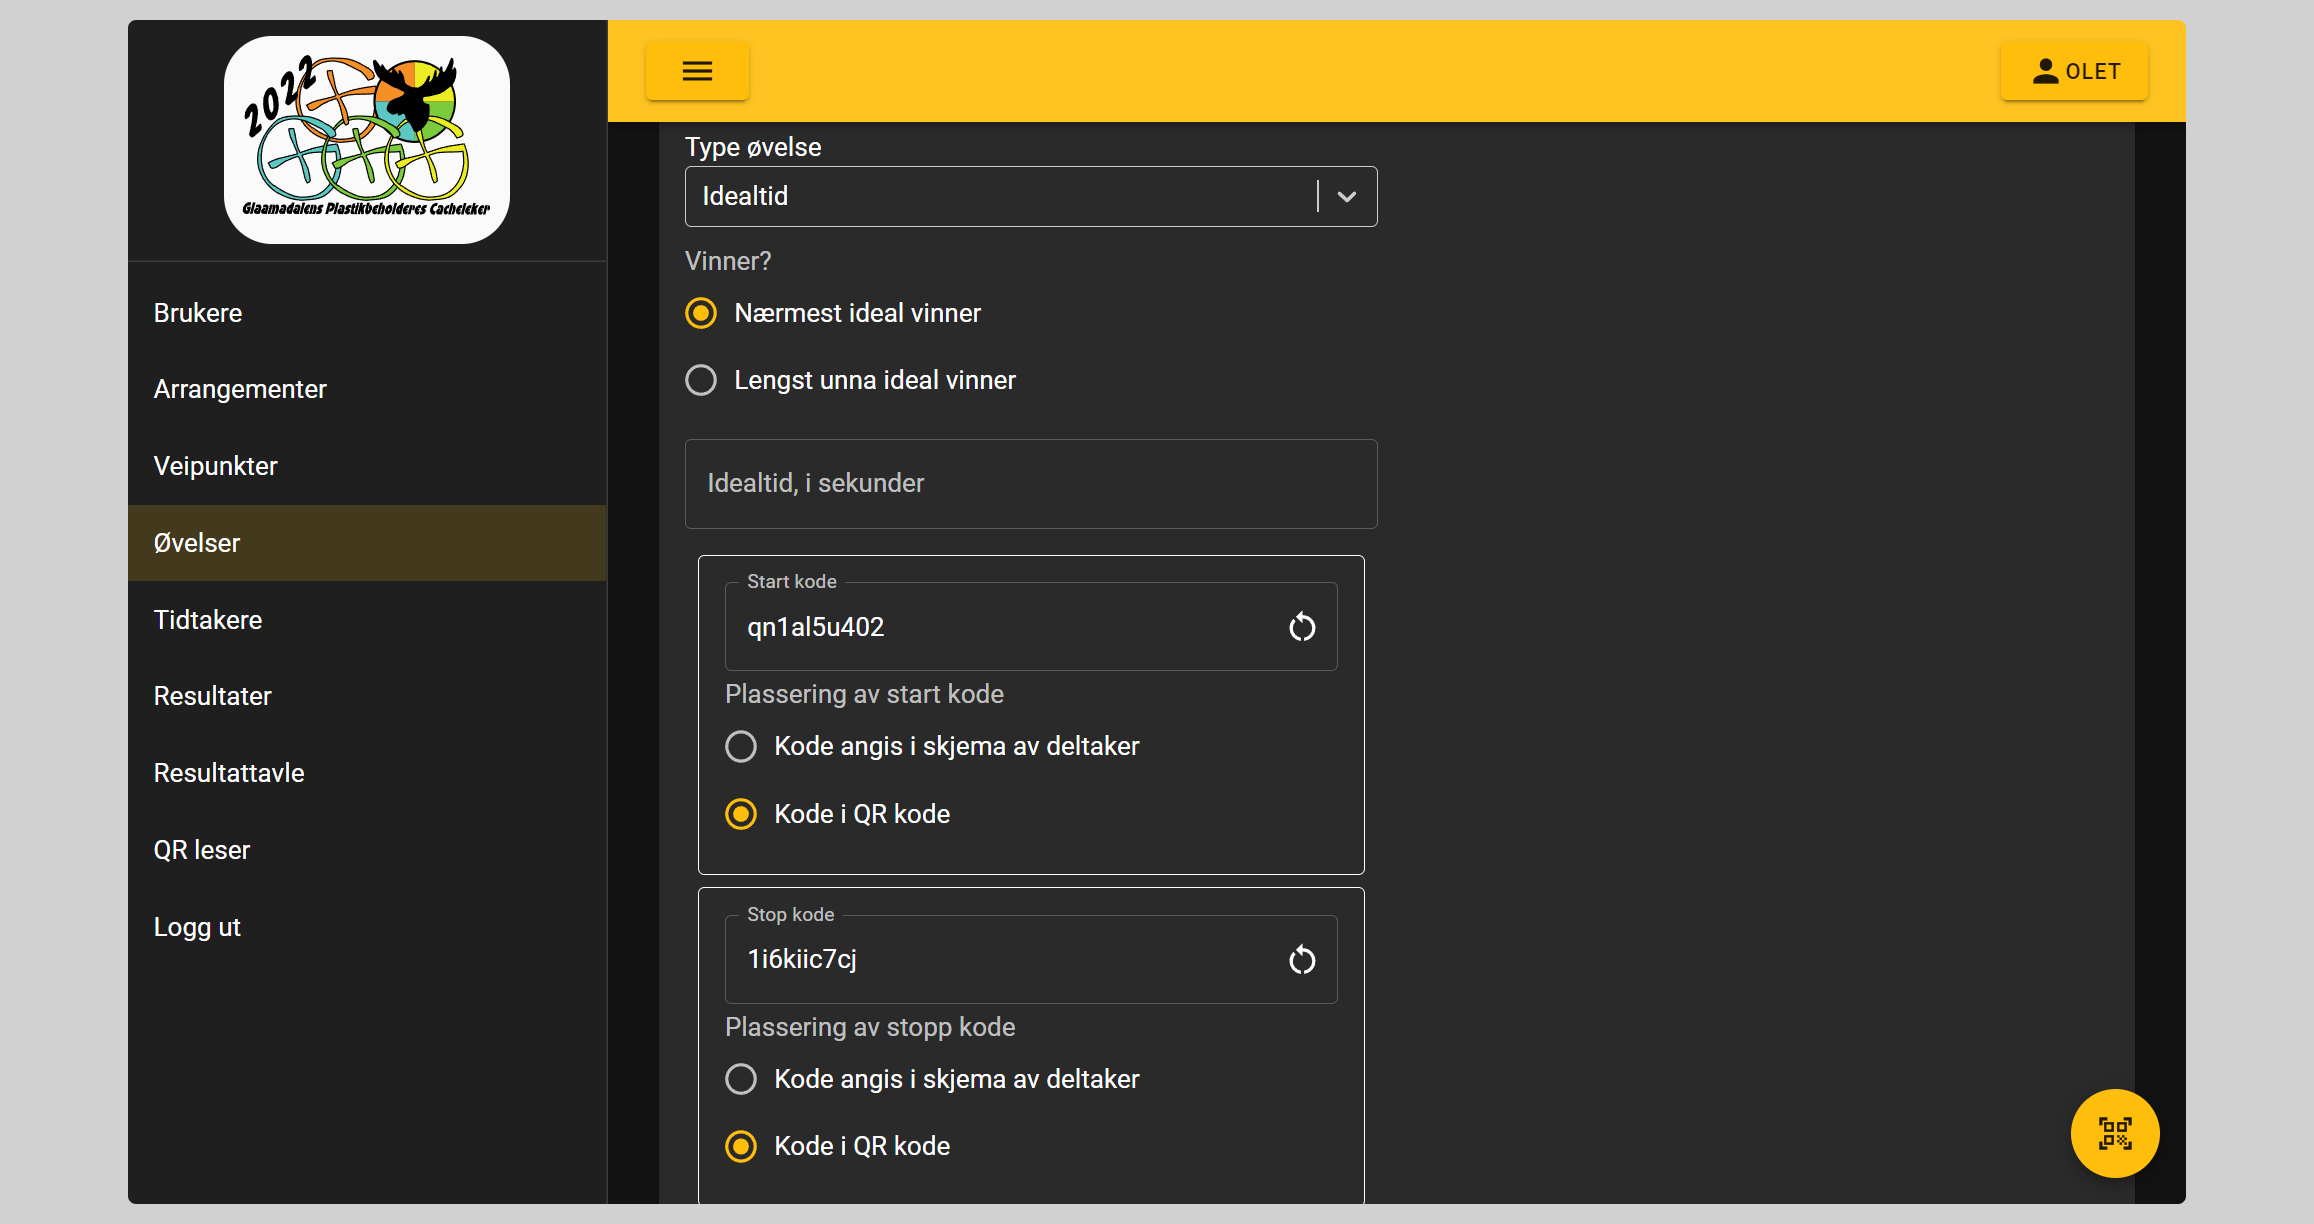 2022
Glaamadalens Plastikbeholderes Cacheleker
OLET
Brukere
Arrangementer
Veipunkter
Øvelser
Tidtakere
Resultater
Resultattavle
QR leser
Logg ut
Type øvelse
Idealtid
Vinner?
Nærmest ideal vinner
Lengst unna ideal vinner
Idealtid, i sekunder
Start kode
qn1al5u402
Plassering av start kode
Kode angis i skjema av deltaker
Kode i QR kode
Stop kode
1i6kiic7cj
Plassering av stopp kode
Kode angis i skjema av deltaker
Kode i QR kode